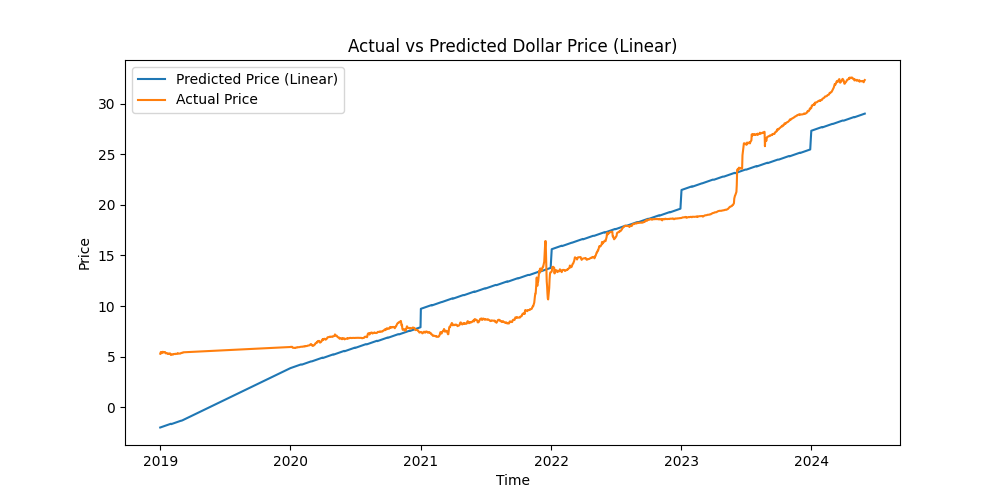 Actual vs Predicted Dollar Price (Linear)
Predicted Price (Linear)
Actual Price
Price
30
25
20
15
10
5
0
2019 2020 2021 2022 2023 2024
Time